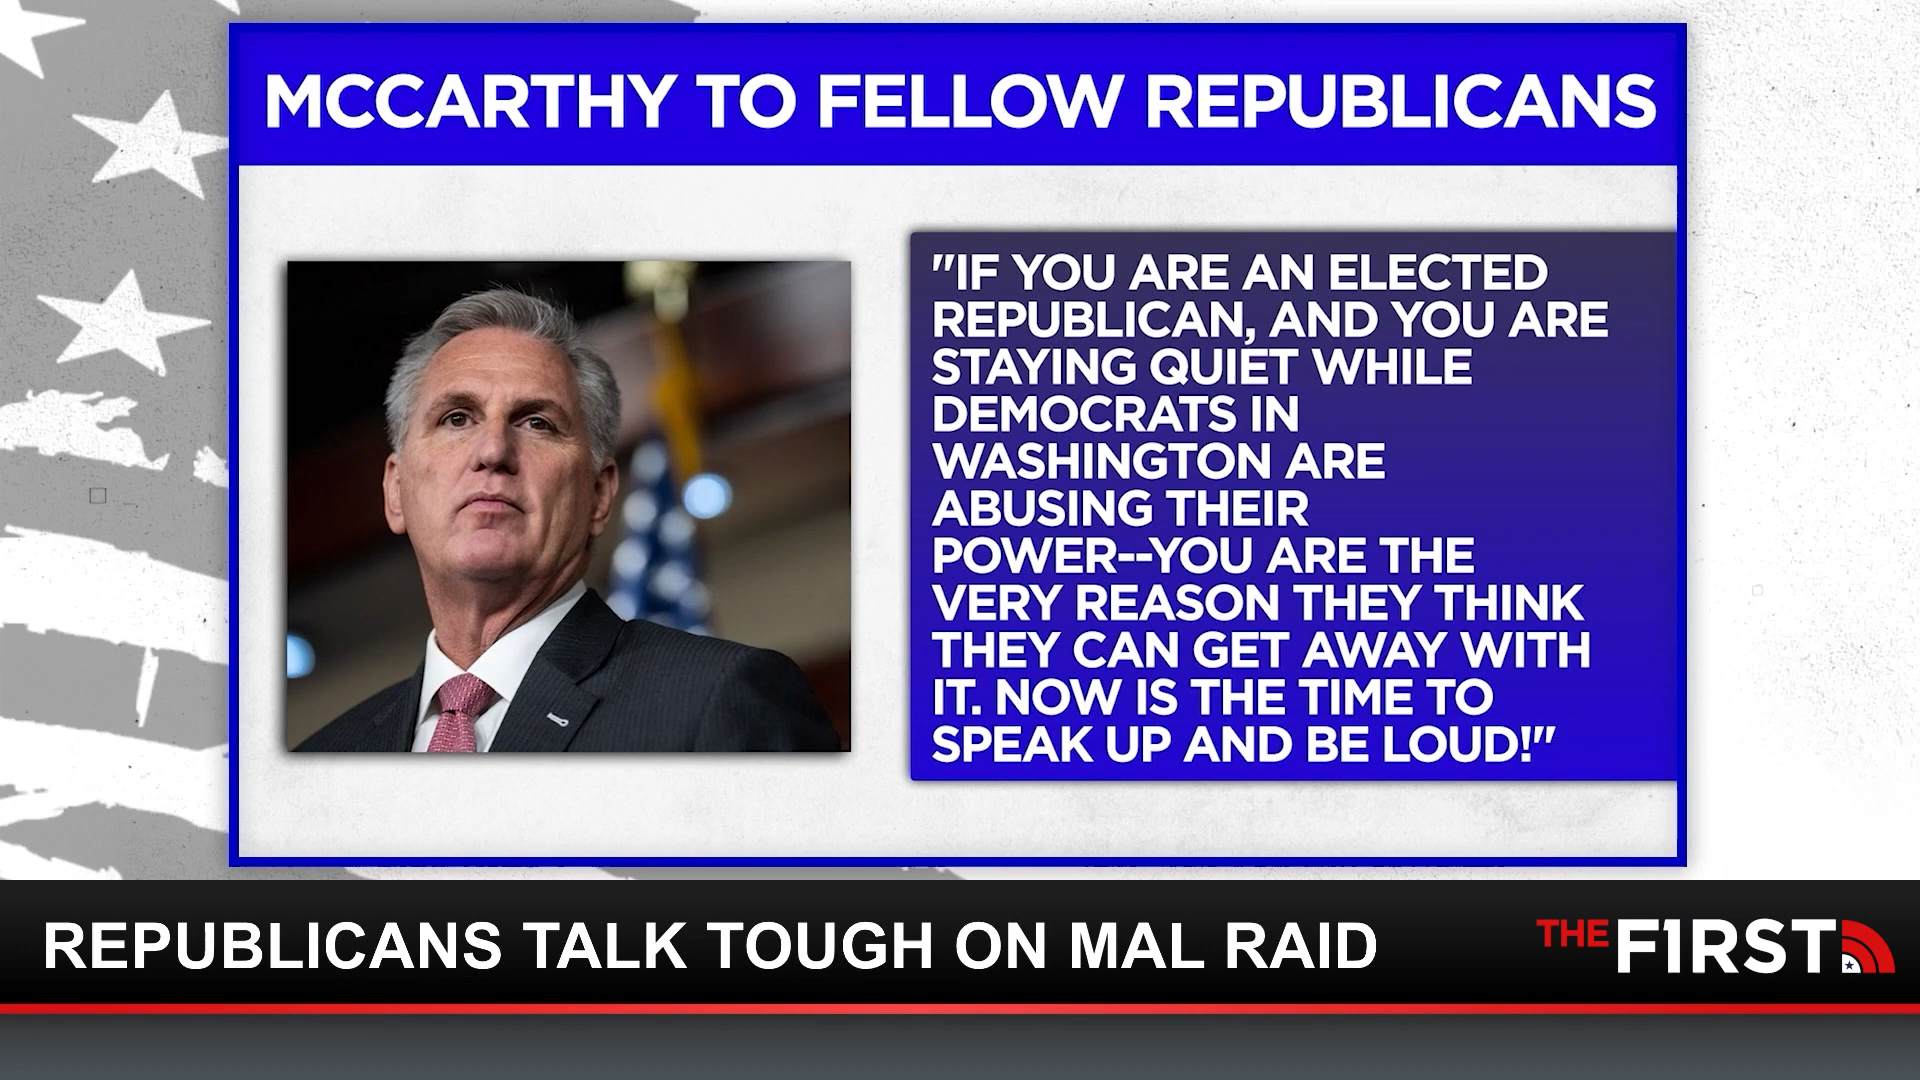 MCCARTHY TO FELLOW REPUBLICANS
"IF YOU ARE AN ELECTED
REPUBLICAN, AND YOU ARE
STAYING QUIET WHILE
DEMOCRATS IN
WASHINGTON ARE
ABUSING THEIR
POWER--YOU ARE THE
VERY REASON THEY THINK
THEY CAN GET AWAY WITH
IT. NOW IS THE TIME TO
SPEAK UP AND BE LOUD!"
REPUBLICANS TALK TOUGH ON MAL RAID
THE FIRST